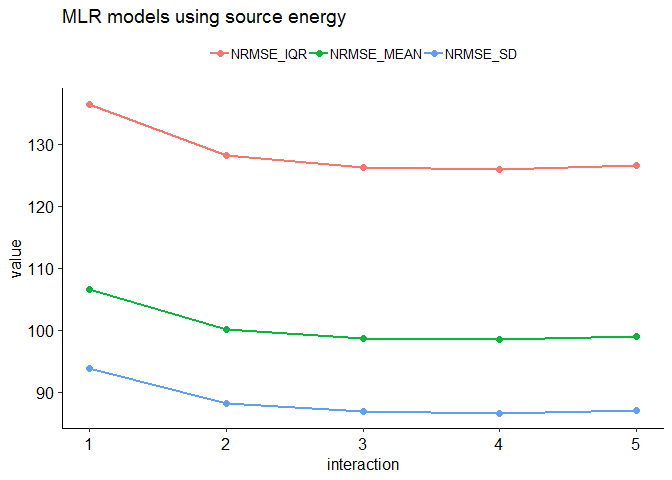 MLR models using source energy
NRMSE_IQR NRMSE_MEAN NRMSE_SD
130
120
110
100
90
value
1 2 3 4 5
interaction